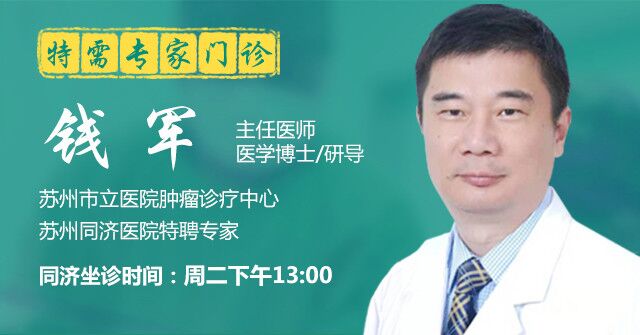 特需专家门诊
钱军
主任医师
医学博士/研导
苏州市立医院肿瘤诊疗中心
苏州同济医院特聘专家
同济坐诊时间：周二下午13:00